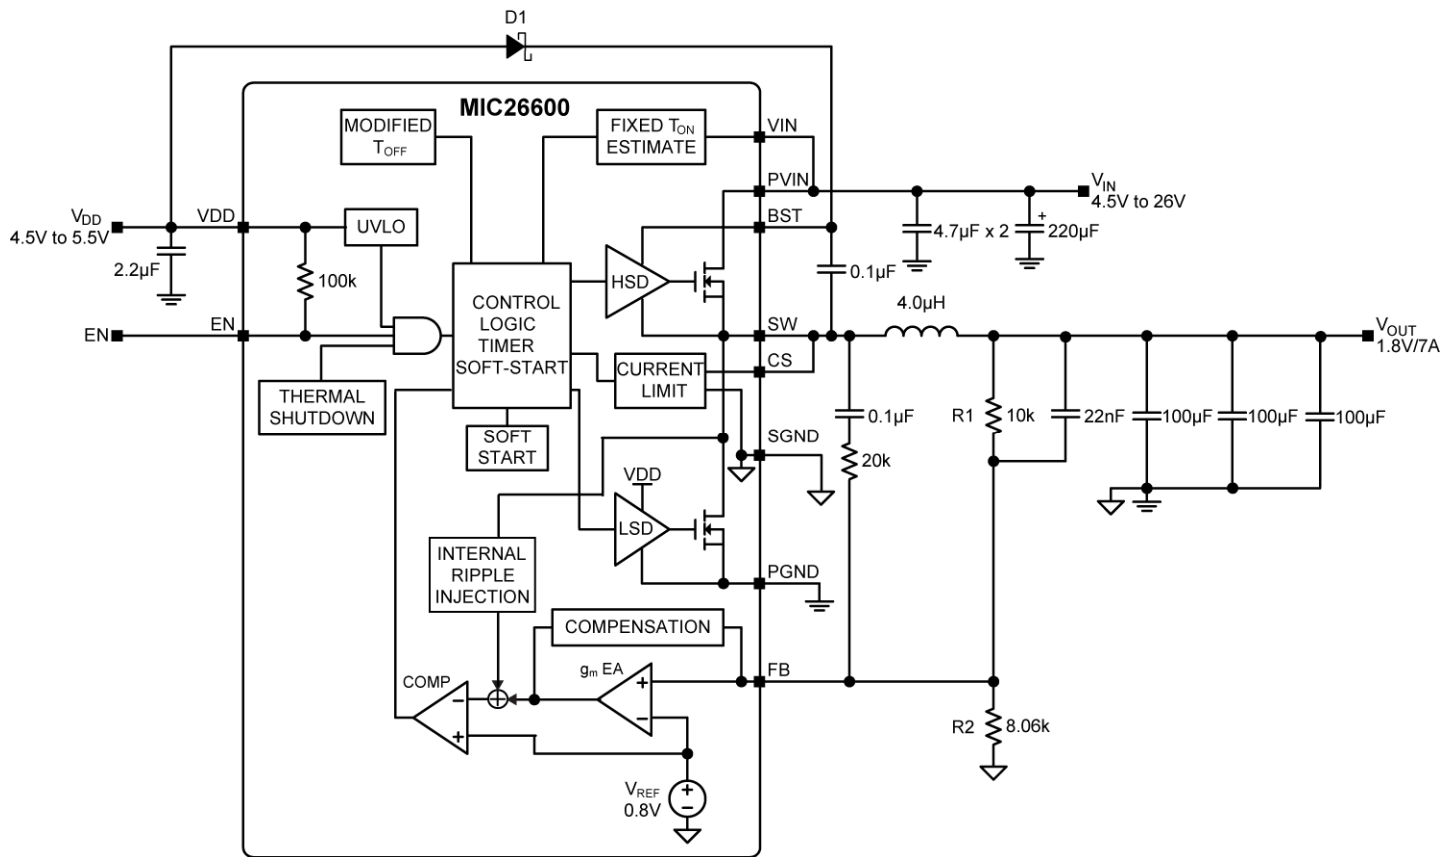 D1
MIC26600
MODIFIED
TOFF
FIXED TON
ESTIMATE
VIN
PVIN
VIN
4.5V to 26V
VDD
4.5V to 5.5V
VDD
UVLO
BST
4.7µF x 2
+
220µF
2.2µF
100k
HSD
0.1µF
CONTROL
LOGIC
TIMER
SOFT-START
4.0µH
EN
EN
SW
VOUT
1.8V/7A
CS
CURRENT
LIMIT
THERMAL
SHUTDOWN
0.1µF
R1
10k
22nF
100µF
100µF
100µF
SOFT
START
SGND
20k
VDD
LSD
INTERNAL
RIPPLE
INJECTION
PGND
COMPENSATION
gm EA
FB
COMP
+
−
−
+
R2
8.06k
VREF
0.8V
+
−